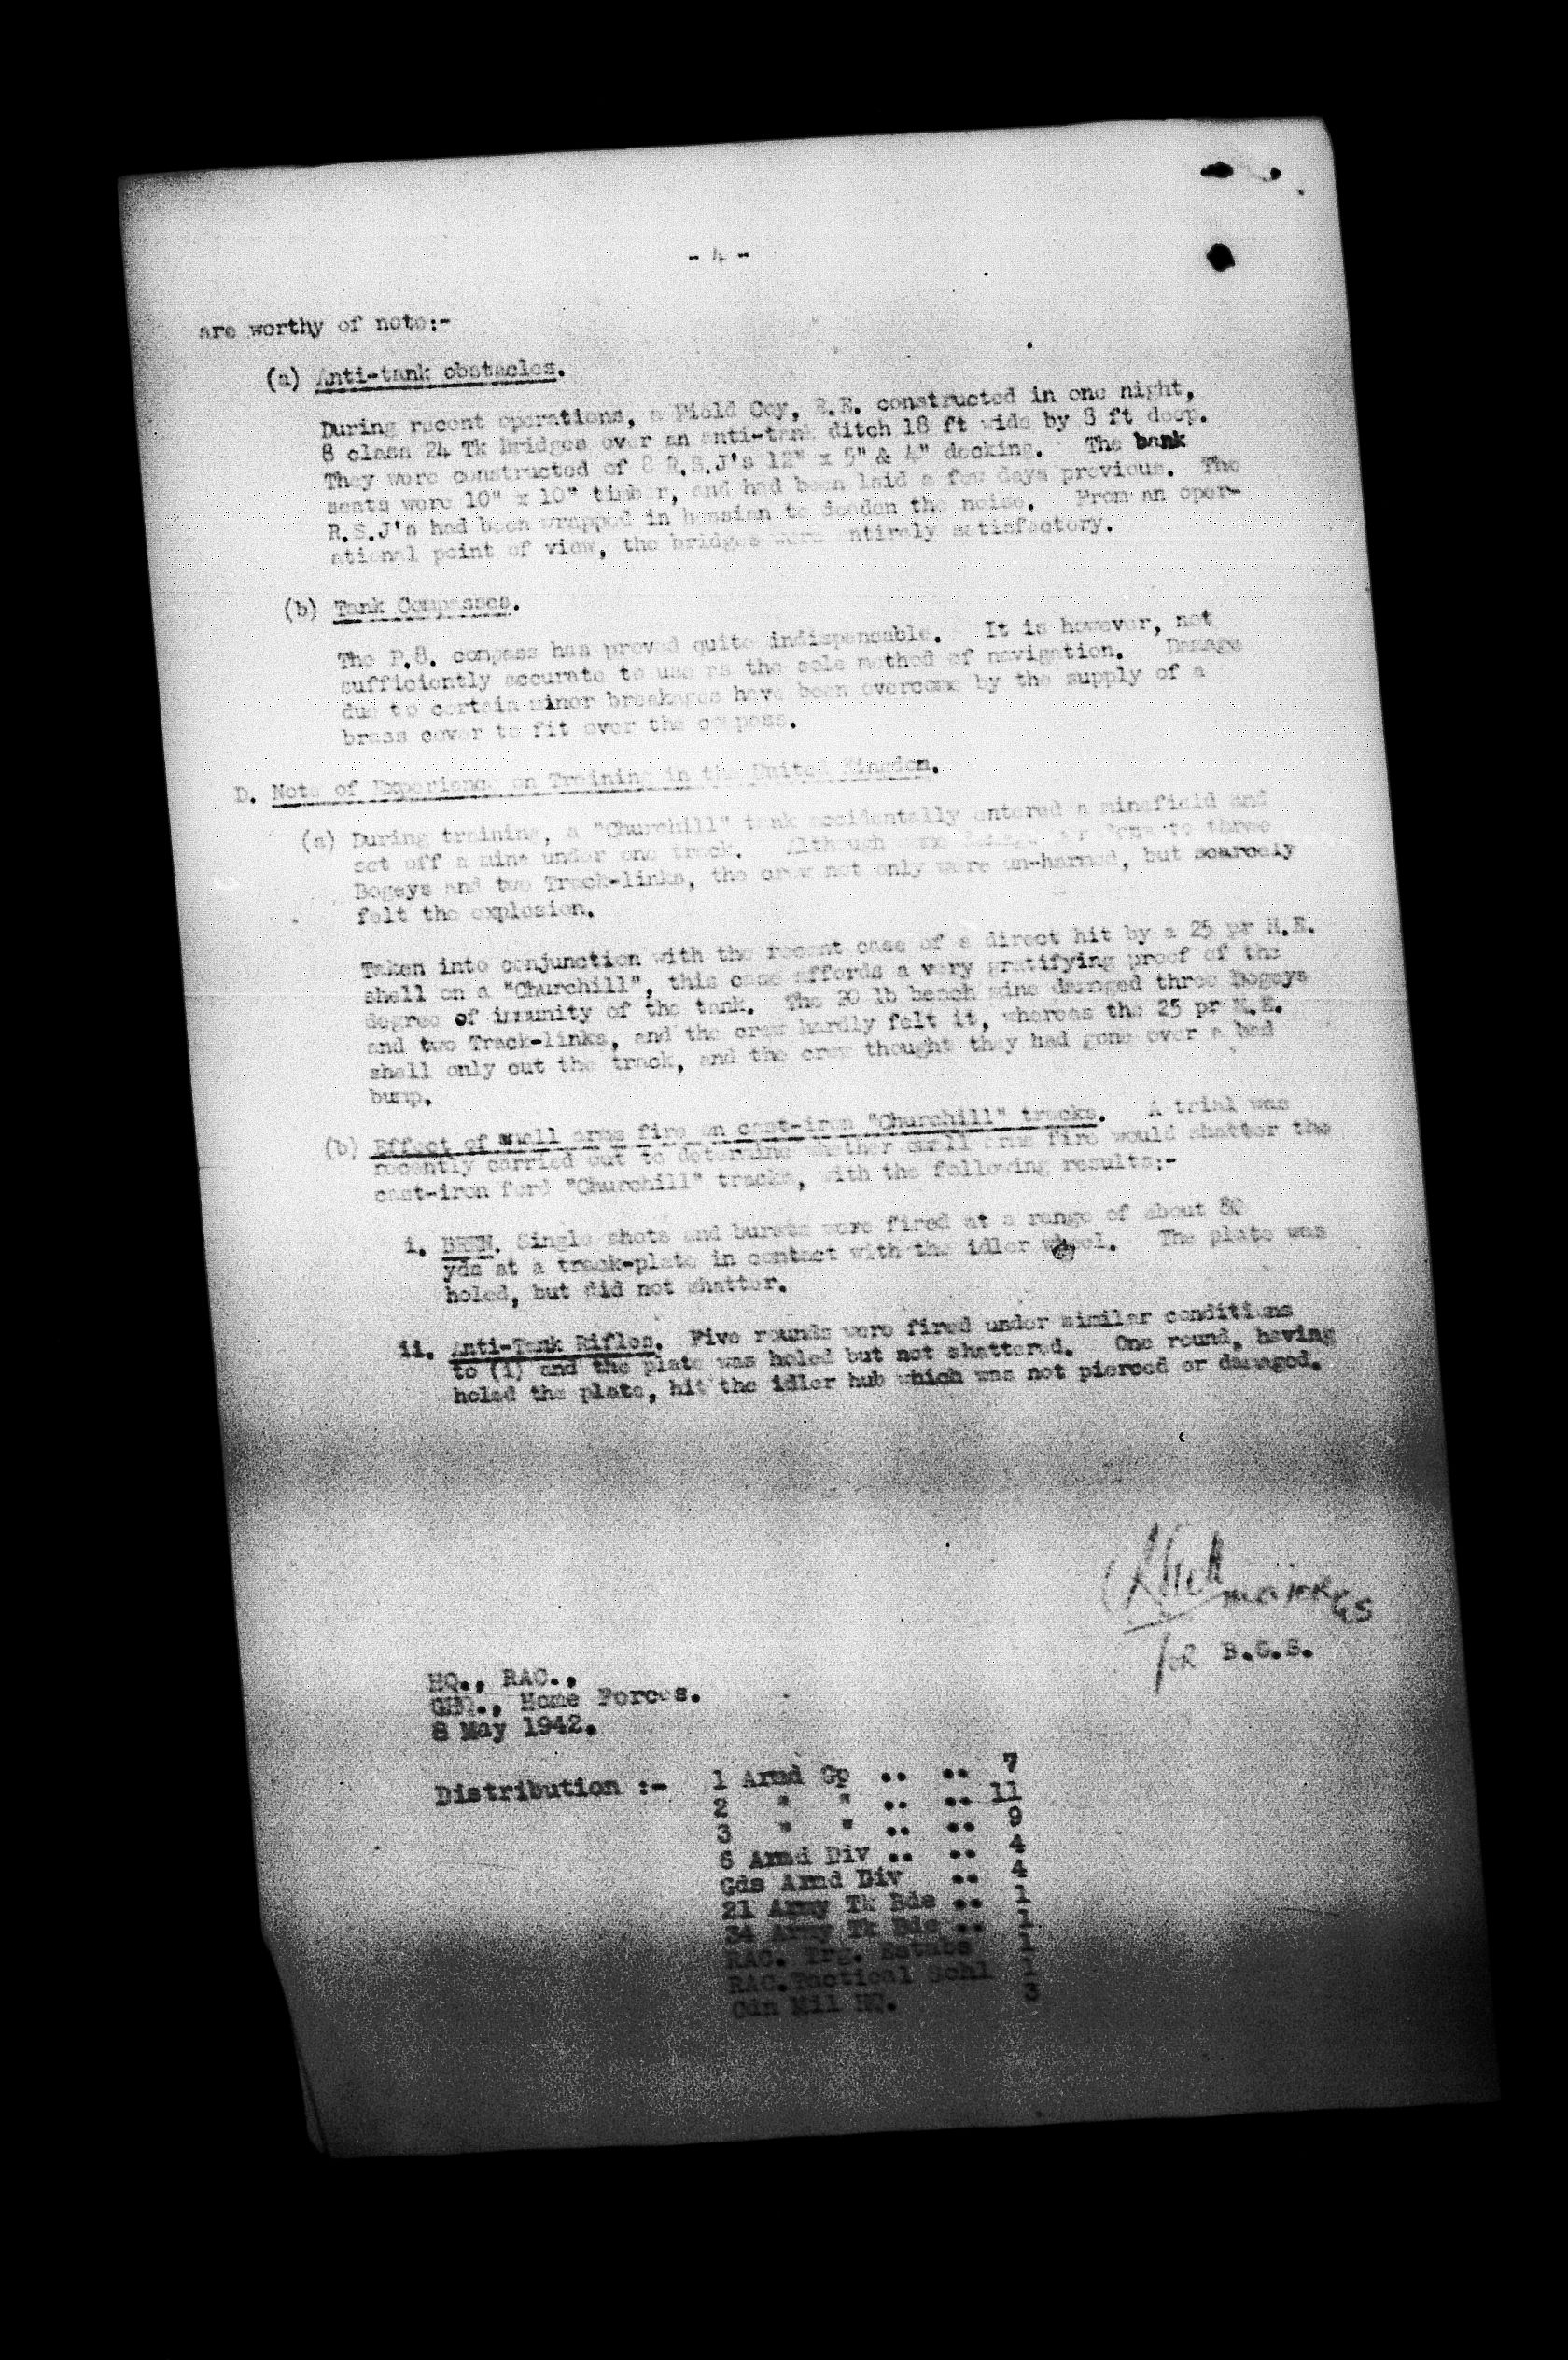 - 4 -
are worthy of note:-
(a) Anti-tank obstacles.
During recent operations, a Field Coy, R.E. constructed in one night,
8 class 24 Tk Bridges over an anti-tank ditch 18 ft wide by 8 ft deep.
They were constructed of 8 R.S.J's 12" x 5" & 4" decking. The bank
seats were 10" x 10" timber, and had been laid a few days previous. The
R.S.J's had been wrapped in hessian to deaden the noise. From an oper-
ational point of view, the bridges were entirely satisfactory.
(b) Tank Compasses.
The P.8. compass has proved quite indispensable. It is however, not
sufficiently accurate to use as the sole method of navigation. Damage
due to certain minor breakages have been overcome by the supply of a
brass cover to fit over the compass.
D. Note of Experience on Training in the United Kingdom.
(a) During training, a "Churchill" tank accidentally entered a minefield and
set off a mine under one track. Although some damage was done to three
Bogeys and two Track-links, the crew not only were un-harmed, but scarcely
felt the explosion.
Taken into conjunction with the recent case of a direct hit by a 25 pr H.E.
shell on a "Churchill", this case affords a very gratifying proof of the
degree of immunity of the tank. The 20 lb beach mine damaged three bogeys
and two Track-links, and the crew hardly felt it, whereas the 25 pr H.E.
shell only cut the track, and the crew thought they had gone over a bad
bump.
(b) Effect of small arms fire on cast-iron "Churchill" tracks. A trial was
recently carried out to determine whether small arms fire would shatter the
cast-iron ford "Churchill" tracks, with the following results:-
i. BREN. Single shots and bursts were fired at a range of about 80
yds at a track-plate in contact with the idler wheel. The plate was
holed, but did not shatter.
ii. Anti-Tank Rifles. Five rounds were fired under similar conditions
to (i) and the plate was holed but not shattered. One round, having
holed the plate, hit the idler hub which was not pierced or damaged.
major GS
for B.G.S.
HQ., RAC.,
GHQ., Home Forces.
8 May 1942.
Distribution :- 1 Armd Gp .. .. 7
2 " " .. .. 11
3 " " .. .. 9
6 Armd Div .. .. 4
Gds Armd Div .. 4
21 Army Tk Bde .. 1
34 Army Tk Bde .. 1
RAC. Trg. Estabs 1
RAC.Tactical Schl 1
Cdn Mil HQ. 3